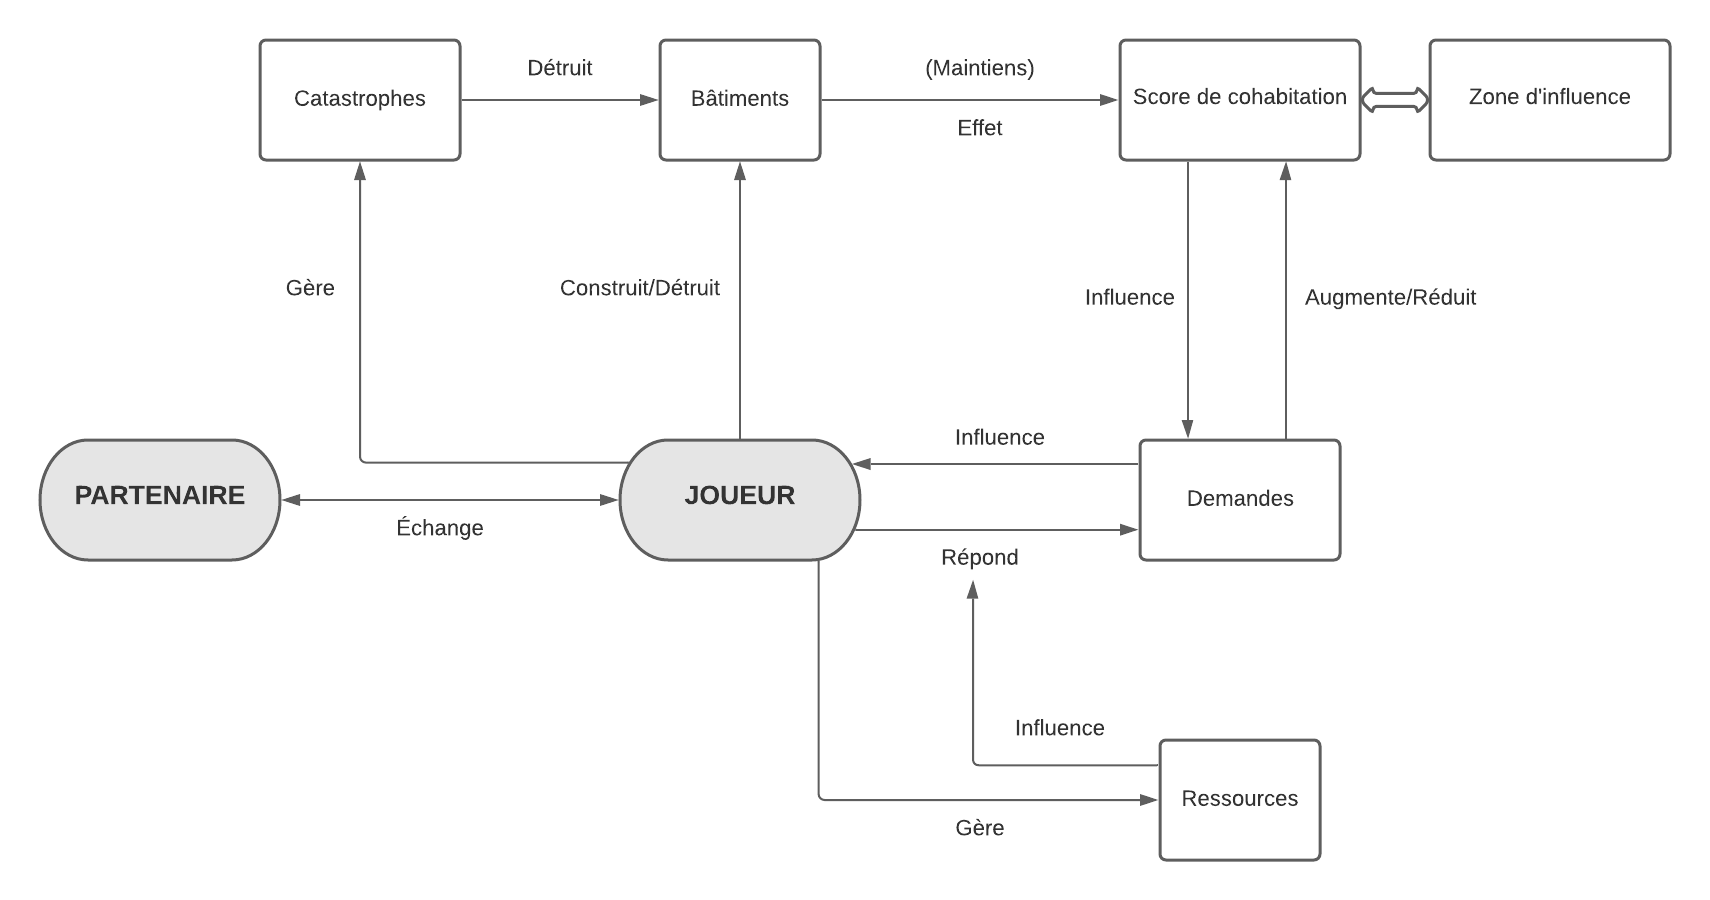 Détruit
(Maintiens)
Catastrophes
Bâtiments
Score de cohabitation
Zone d'influence
Effet
Gère
Construit/Détruit
Influence
Augmente/Réduit
Influence
PARTENAIRE
JOUEUR
Demandes
Échange
Répond
Influence
Ressources
Gère